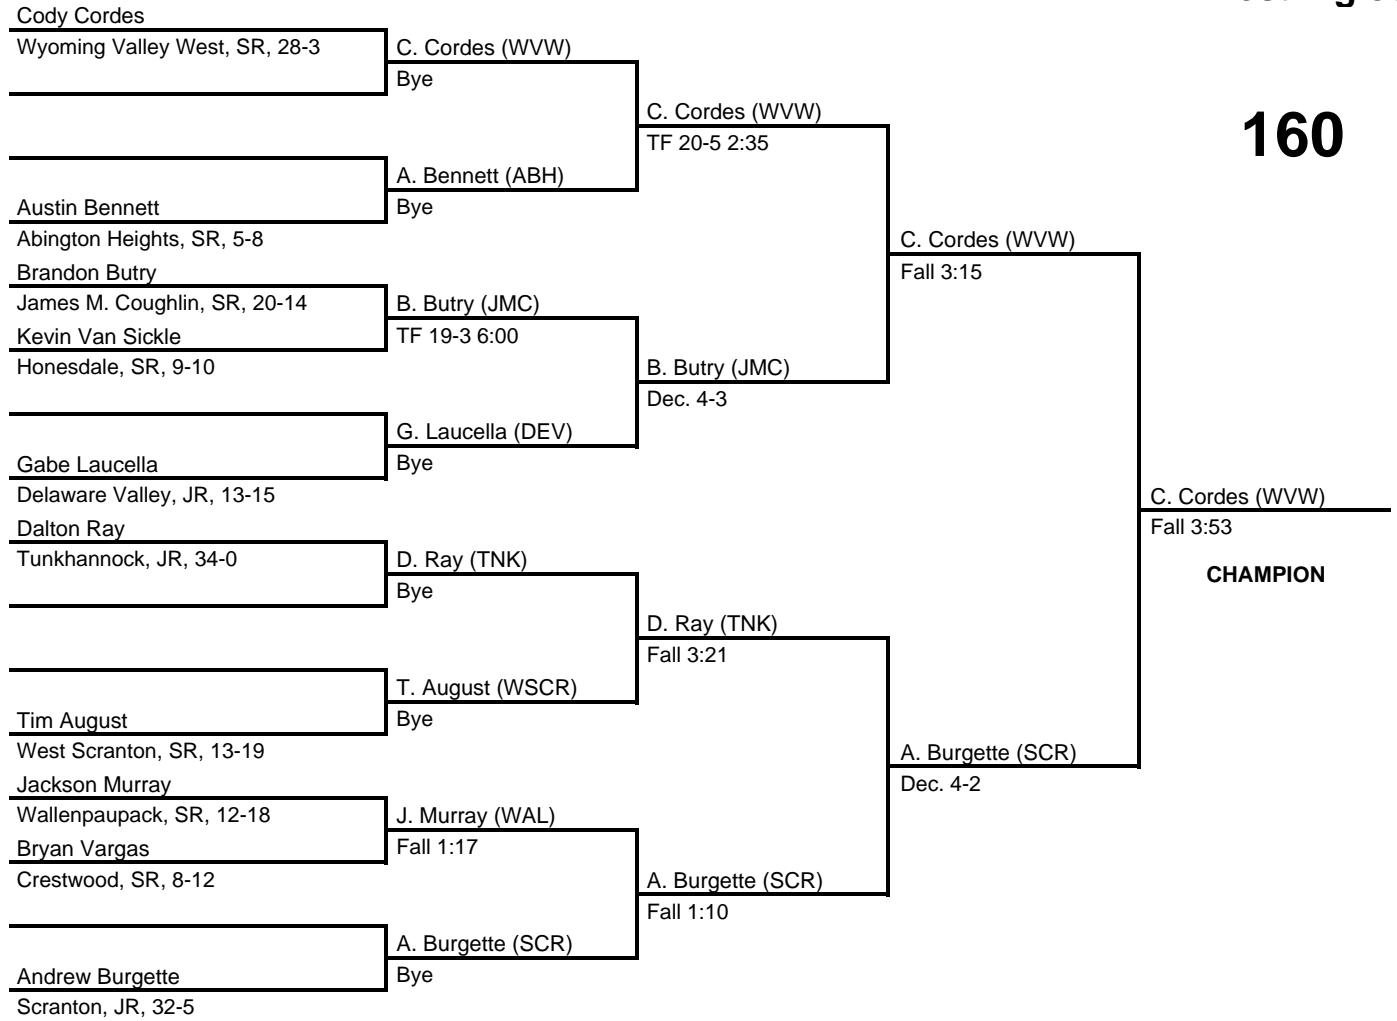 Cody Cordes
Wyoming Valley West, SR, 28-3
C. Cordes (WVW)
Bye
C. Cordes (WVW)
TF 20-5 2:35
160
A. Bennett (ABH)
Bye
Austin Bennett
Abington Heights, SR, 5-8
C. Cordes (WVW)
Fall 3:15
Brandon Butry
James M. Coughlin, SR, 20-14
B. Butry (JMC)
TF 19-3 6:00
Kevin Van Sickle
Honesdale, SR, 9-10
B. Butry (JMC)
Dec. 4-3
G. Laucella (DEV)
Bye
Gabe Laucella
Delaware Valley, JR, 13-15
C. Cordes (WVW)
Fall 3:53
CHAMPION
Dalton Ray
Tunkhannock, JR, 34-0
D. Ray (TNK)
Bye
D. Ray (TNK)
Fall 3:21
T. August (WSCR)
Bye
Tim August
West Scranton, SR, 13-19
A. Burgette (SCR)
Dec. 4-2
Jackson Murray
Wallenpaupack, SR, 12-18
J. Murray (WAL)
Fall 1:17
Bryan Vargas
Crestwood, SR, 8-12
A. Burgette (SCR)
Fall 1:10
A. Burgette (SCR)
Bye
Andrew Burgette
Scranton, JR, 32-5